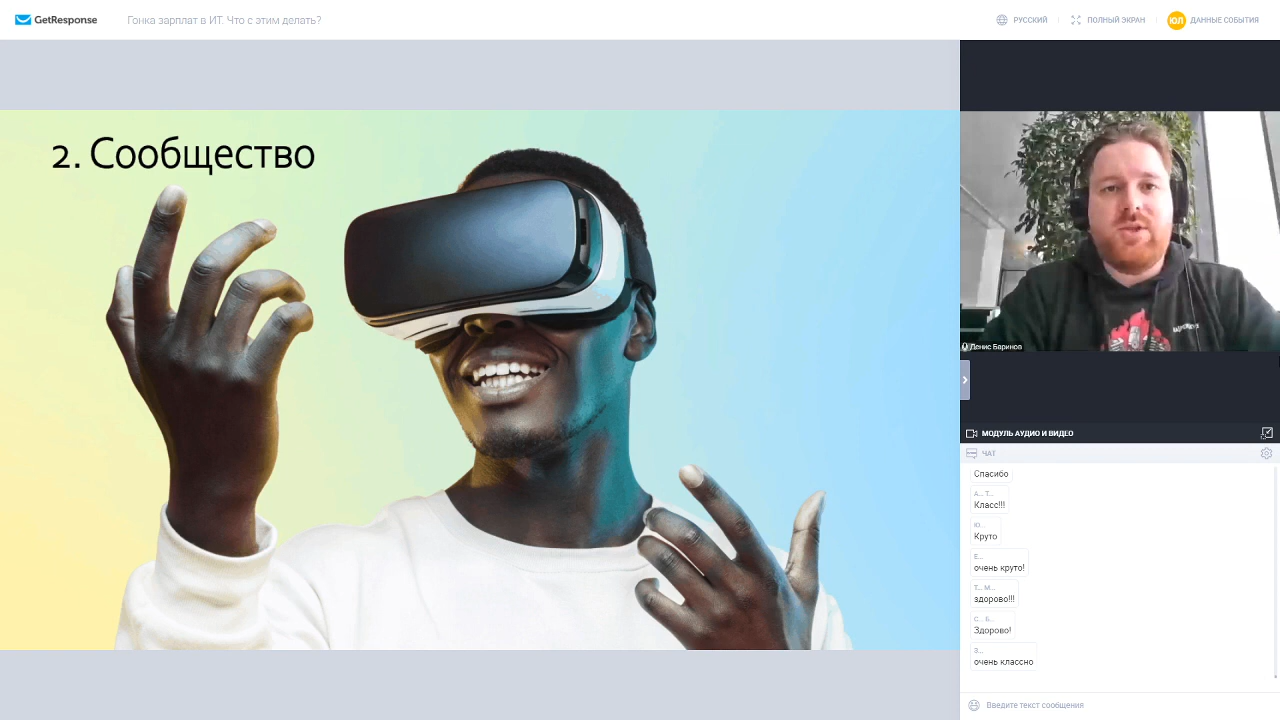 GetResponse
Гонка зарплат в ИТ. Что с этим делать?
РУССКИЙ
ПОЛНЫЙ ЭКРАН
ЮЛ
ДАННЫЕ СОБЫТИЯ
2. Сообщество
Денис Баринов
МОДУЛЬ АУДИО И ВИДЕО
ЧАТ
Спасибо
А... Т...
Класс!!!
Ю...
Круто
Е...
очень круто!
Т... М...
здорово!!!
С... Б...
Здорово!
З...
очень классно
Введите текст сообщения